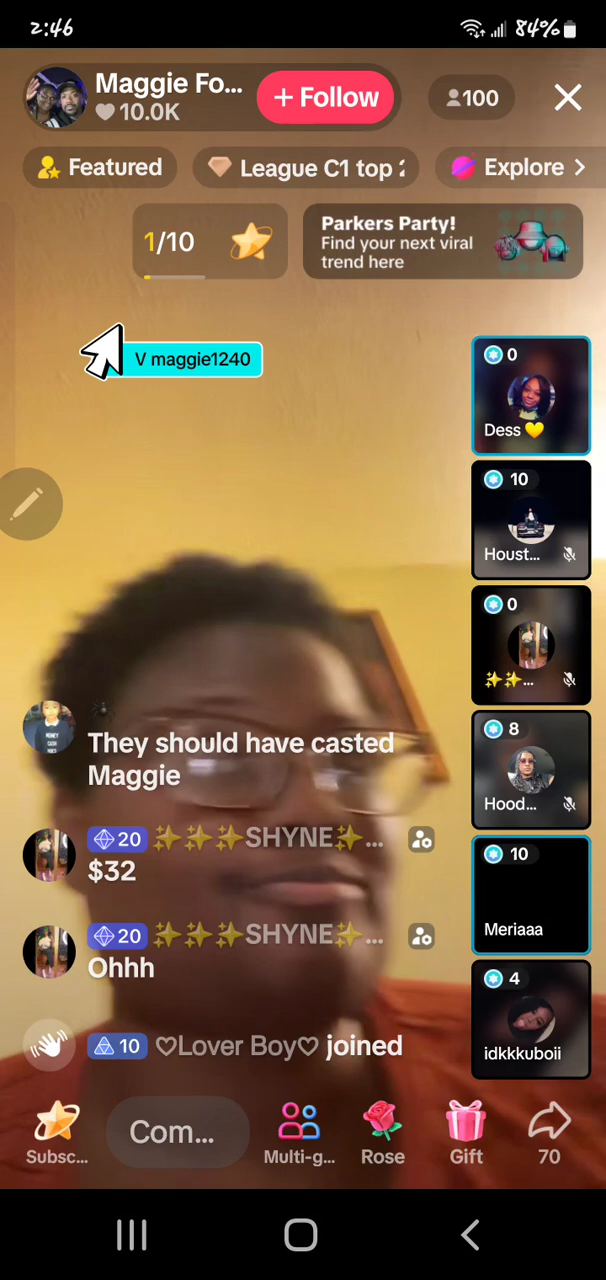 2:46
84%
Maggie Fo...
10.0K
+ Follow
100
Featured
League C1 top 2
Explore >
1/10
Parkers Party!
Find your next viral
trend here
V maggie1240
0
Dess 💛
10
Houst...
0
✨✨...
8
Hood...
10
Meriaaa
4
idkkkuboii
They should have casted
Maggie
20 ✨✨✨SHYNE✨...
$32
20 ✨✨✨SHYNE✨...
Ohhh
10 ♡Lover Boy♡ joined
Subsc...
Com...
Multi-g...
Rose
Gift
70